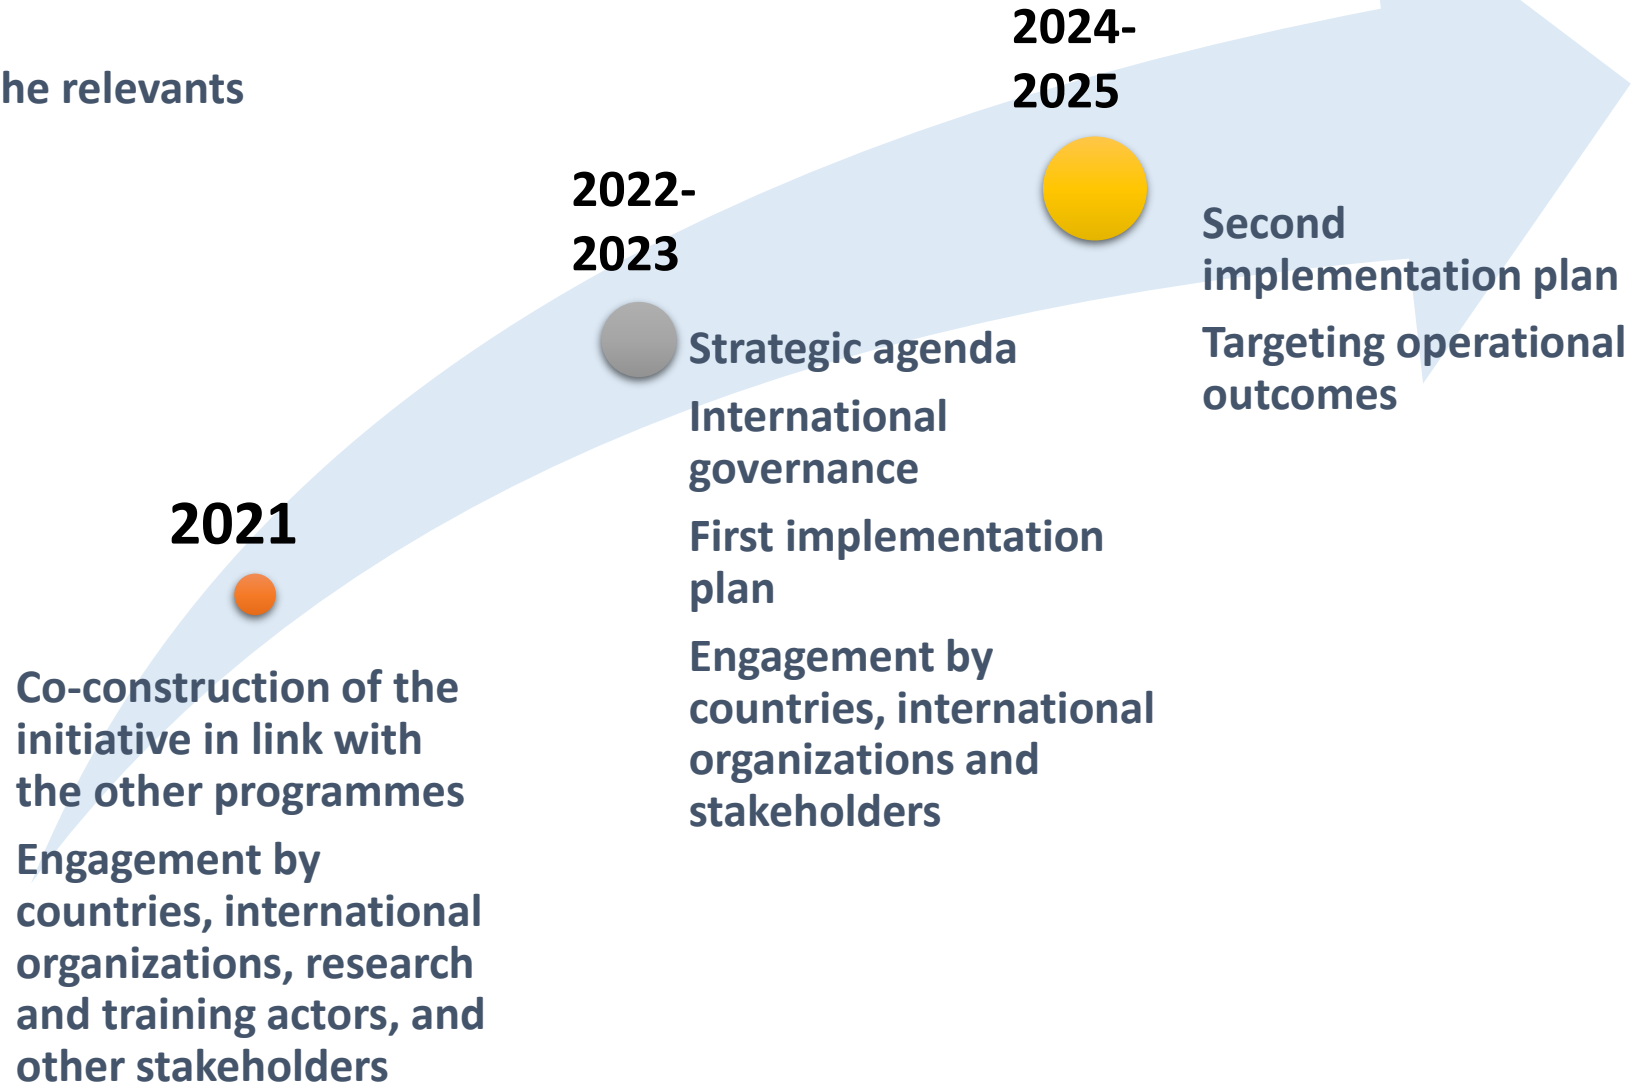 he relevants
2024-
2025
2022-
2023
Second
implementation plan
Targeting operational
outcomes
Strategic agenda
International
governance
First implementation
plan
Engagement by
countries, international
organizations and
stakeholders
2021
Co-construction of the
initiative in link with
the other programmes
Engagement by
countries, international
organizations, research
and training actors, and
other stakeholders